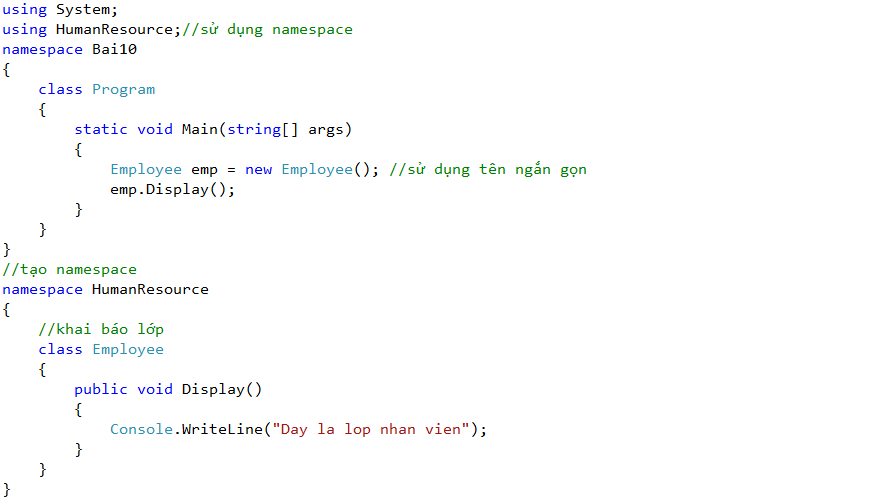 using System;
using HumanResource;//sử dụng namespace
namespace Bai10
{
    class Program
    {
        static void Main(string[] args)
        {
            Employee emp = new Employee(); //sử dụng tên ngắn gọn
            emp.Display();
        }
    }
}
//tạo namespace
namespace HumanResource
{
    //khai báo lớp
    class Employee
    {
        public void Display()
        {
            Console.WriteLine("Day la lop nhan vien");
        }
    }
}